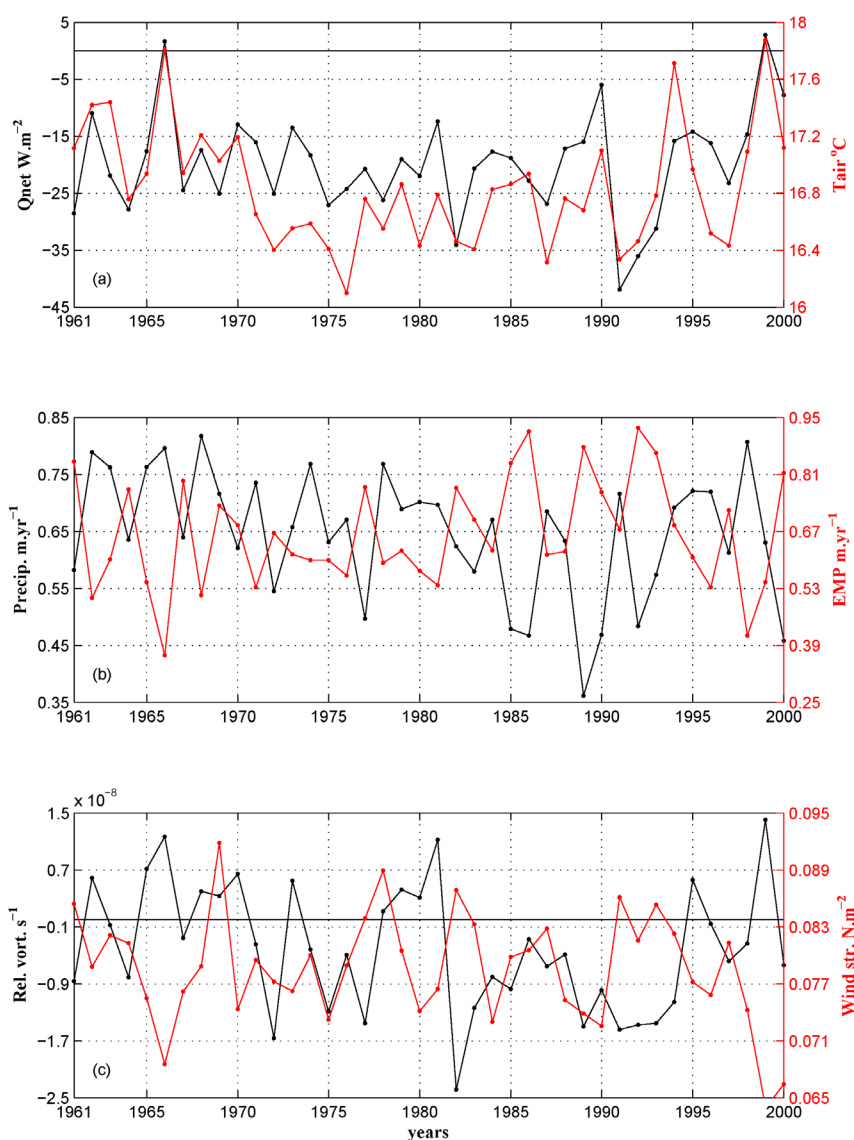 5
−5
−15
−25
−35
−45
Qnet W.m⁻²
18
17.6
17.2
16.8
16.4
16
Tair °C
(a)
1961 1965 1970 1975 1980 1985 1990 1995 2000
0.85
0.75
0.65
0.55
0.45
0.35
Precip. m.yr⁻¹
0.95
0.81
0.67
0.53
0.39
0.25
EMP m.yr⁻¹
(b)
1961 1965 1970 1975 1980 1985 1990 1995 2000
x 10⁻⁸
1.5
0.7
−0.1
−0.9
−1.7
−2.5
Rel. vort. s⁻¹
0.095
0.089
0.083
0.077
0.071
0.065
Wind str. N.m⁻²
(c)
1961 1965 1970 1975 1980 1985 1990 1995 2000
years